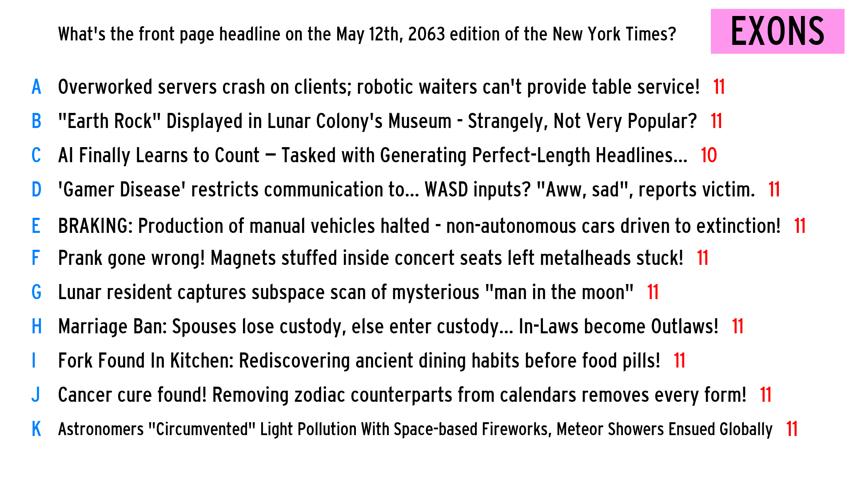 What's the front page headline on the May 12th, 2063 edition of the New York Times? EXONS
A Overworked servers crash on clients; robotic waiters can't provide table service! 11
B "Earth Rock" Displayed in Lunar Colony's Museum - Strangely, Not Very Popular? 11
C AI Finally Learns to Count – Tasked with Generating Perfect-Length Headlines... 10
D 'Gamer Disease' restricts communication to... WASD inputs? "Aww, sad", reports victim. 11
E BRAKING: Production of manual vehicles halted - non-autonomous cars driven to extinction! 11
F Prank gone wrong! Magnets stuffed inside concert seats left metalheads stuck! 11
G Lunar resident captures subspace scan of mysterious "man in the moon" 11
H Marriage Ban: Spouses lose custody, else enter custody... In-Laws become Outlaws! 11
I Fork Found In Kitchen: Rediscovering ancient dining habits before food pills! 11
J Cancer cure found! Removing zodiac counterparts from calendars removes every form! 11
K Astronomers "Circumvented" Light Pollution With Space-based Fireworks, Meteor Showers Ensued Globally 11